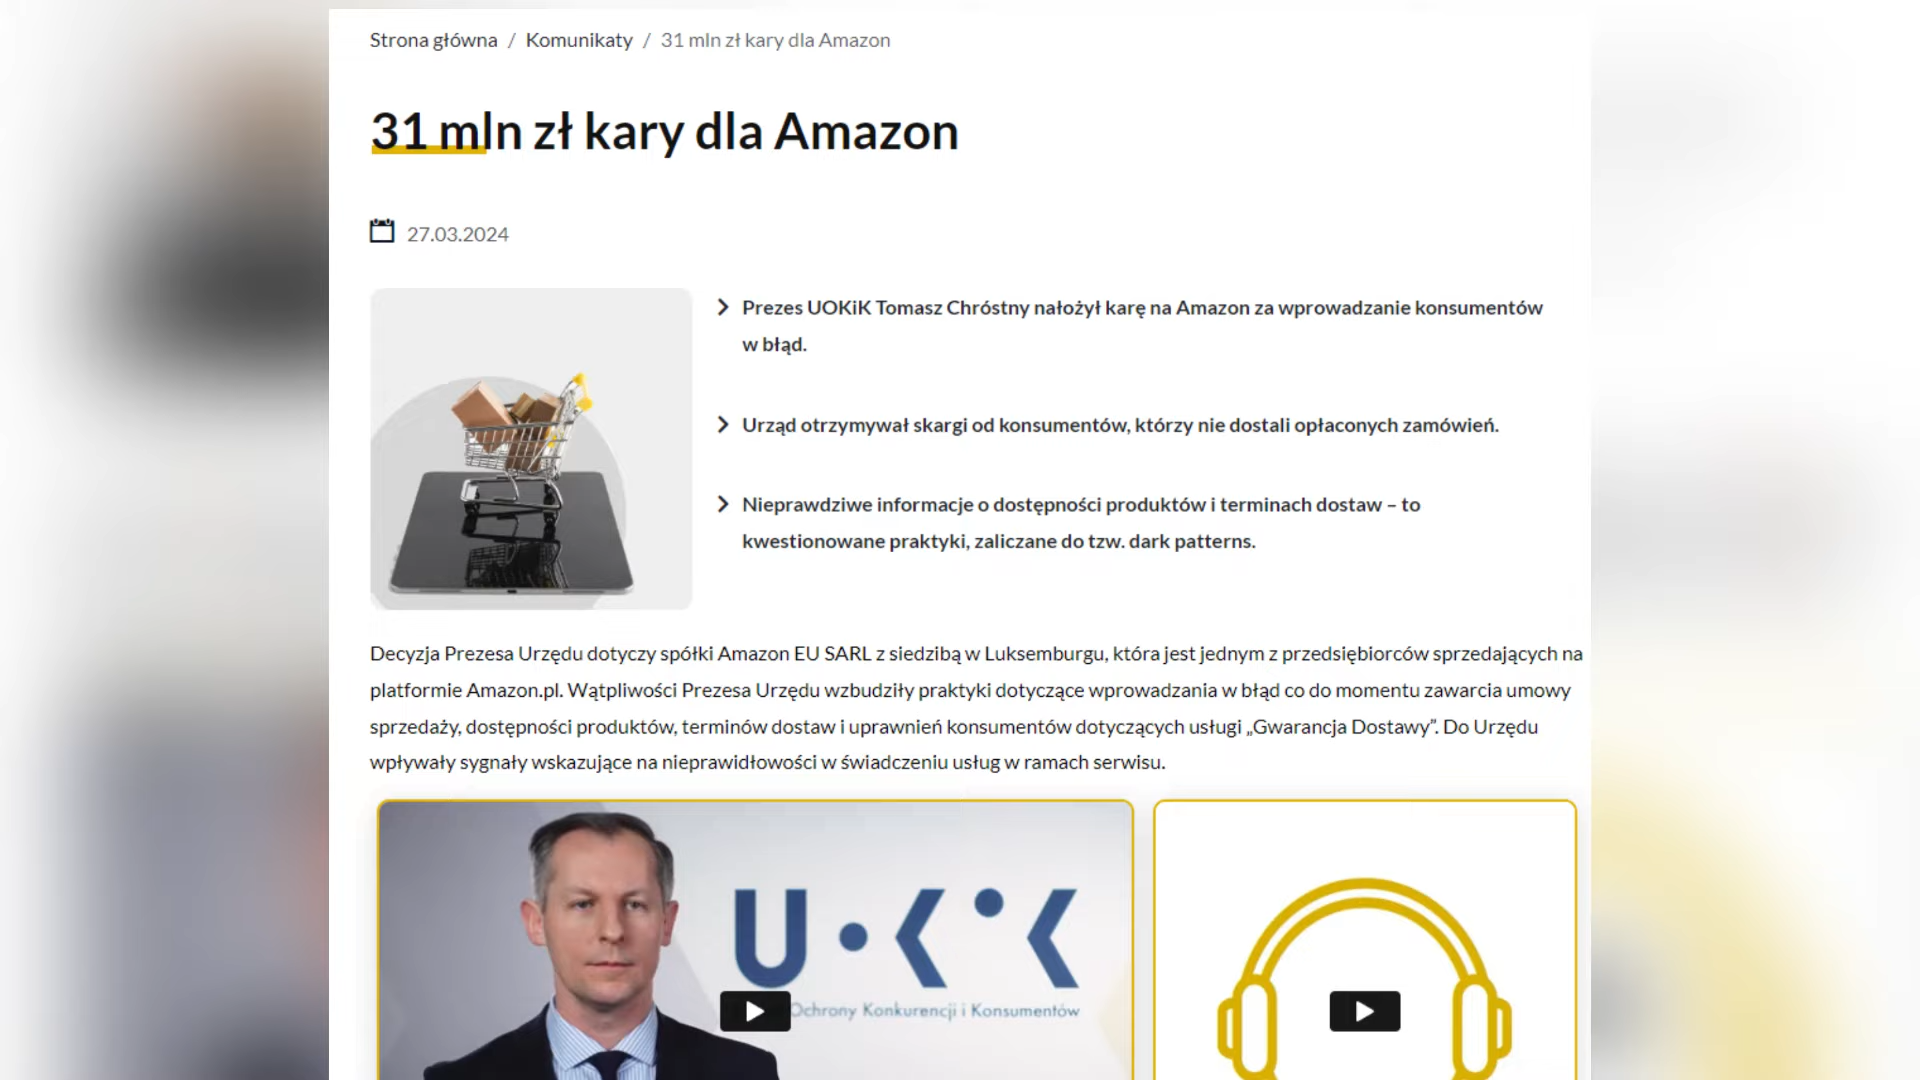 Strona główna / Komunikaty / 31 mln zł kary dla Amazon
31 mln zł kary dla Amazon
27.03.2024
Prezes UOKiK Tomasz Chróstny nałożył karę na Amazon za wprowadzanie konsumentów
w błąd.
Urząd otrzymywał skargi od konsumentów, którzy nie dostali opłaconych zamówień.
Nieprawdziwe informacje o dostępności produktów i terminach dostaw – to
kwestionowane praktyki, zaliczane do tzw. dark patterns.
Decyzja Prezesa Urzędu dotyczy spółki Amazon EU SARL z siedzibą w Luksemburgu, która jest jednym z przedsiębiorców sprzedających na
platformie Amazon.pl. Wątpliwości Prezesa Urzędu wzbudziły praktyki dotyczące wprowadzania w błąd co do momentu zawarcia umowy
sprzedaży, dostępności produktów, terminów dostaw i uprawnień konsumentów dotyczących usługi „Gwarancja Dostawy”. Do Urzędu
wpływały sygnały wskazujące na nieprawidłowości w świadczeniu usług w ramach serwisu.
UOKiK
Ochrony Konkurencji i Konsumentów